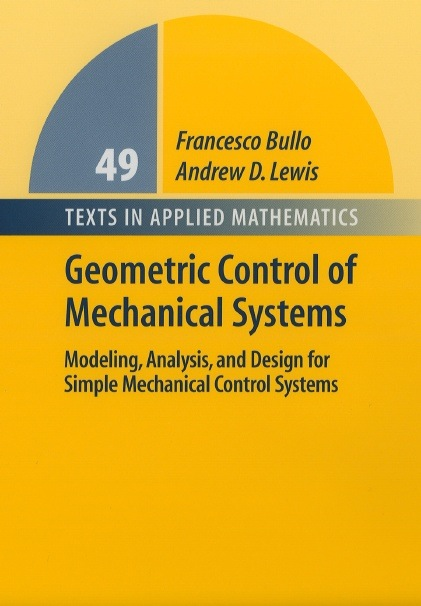 Francesco Bullo
49
Andrew D. Lewis
TEXTS IN APPLIED MATHEMATICS
Geometric Control of
Mechanical Systems
Modeling, Analysis, and Design for
Simple Mechanical Control Systems